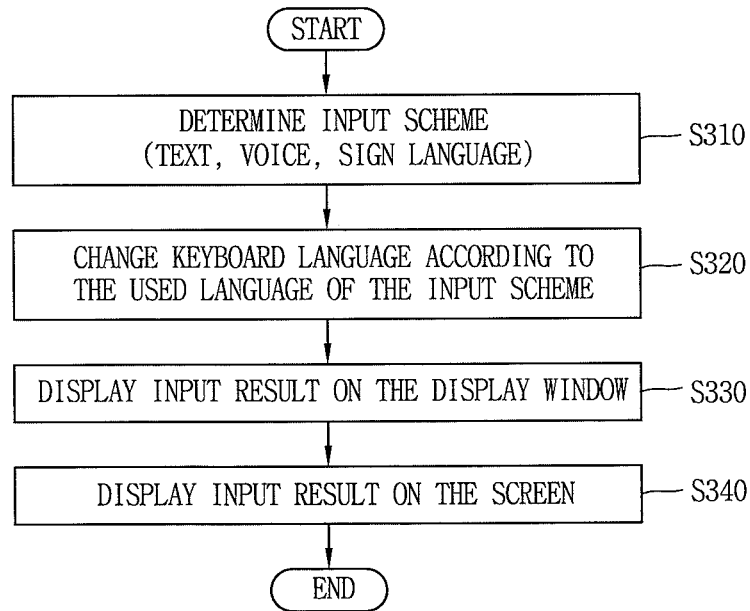 START
DETERMINE INPUT SCHEME
(TEXT, VOICE, SIGN LANGUAGE)
S310
CHANGE KEYBOARD LANGUAGE ACCORDING TO
THE USED LANGUAGE OF THE INPUT SCHEME
S320
DISPLAY INPUT RESULT ON THE DISPLAY WINDOW
S330
DISPLAY INPUT RESULT ON THE SCREEN
S340
END